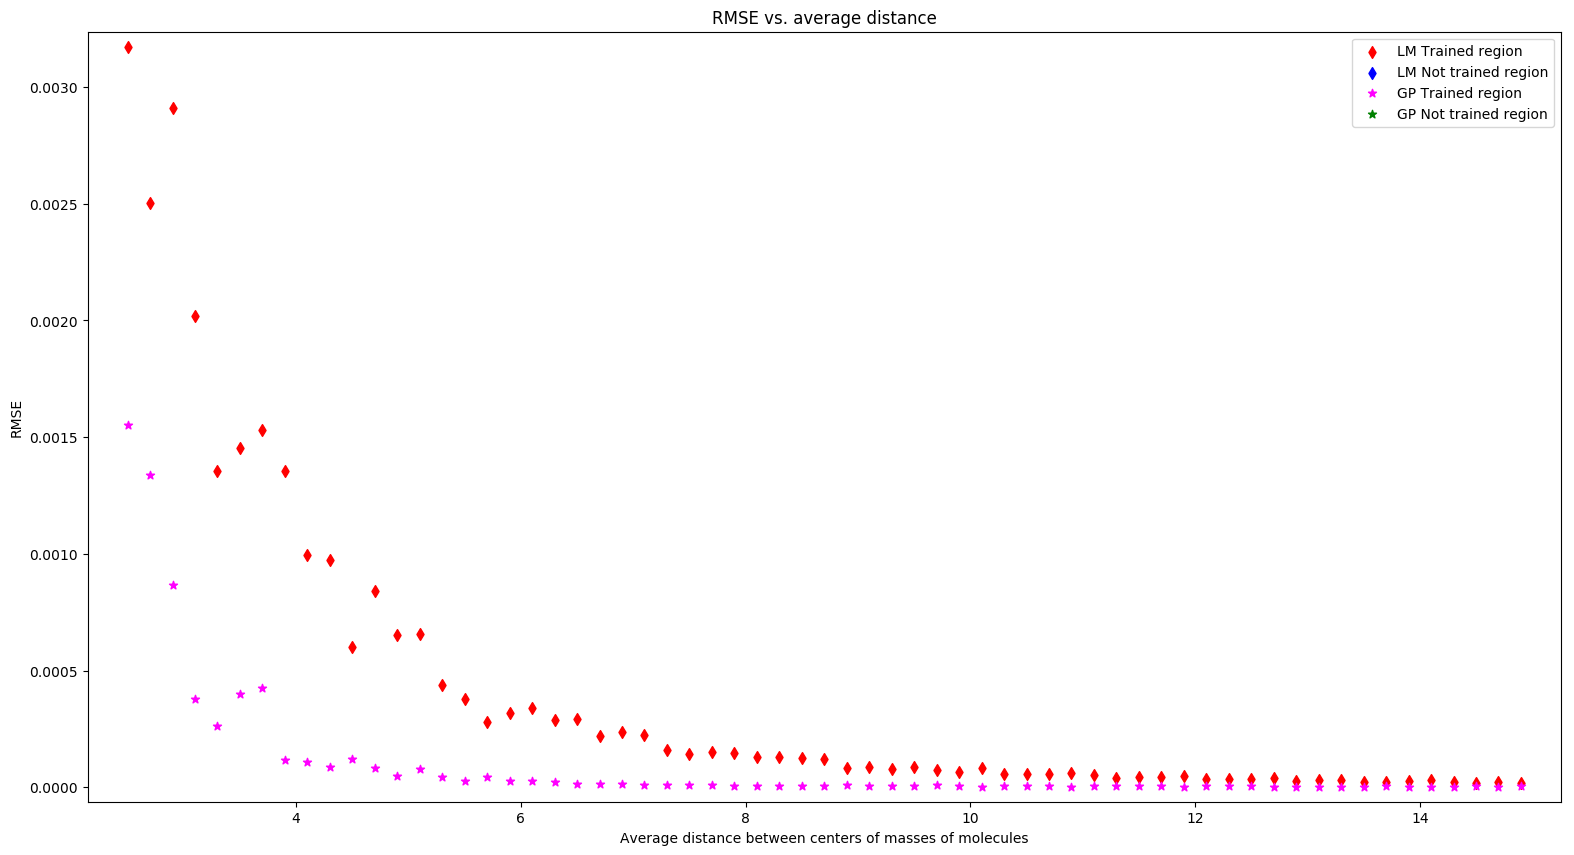 RMSE vs. average distance
LM Trained region
LM Not trained region
GP Trained region
GP Not trained region
0.0030
0.0025
0.0020
0.0015
0.0010
0.0005
0.0000
RMSE
4 6 8 10 12 14
Average distance between centers of masses of molecules